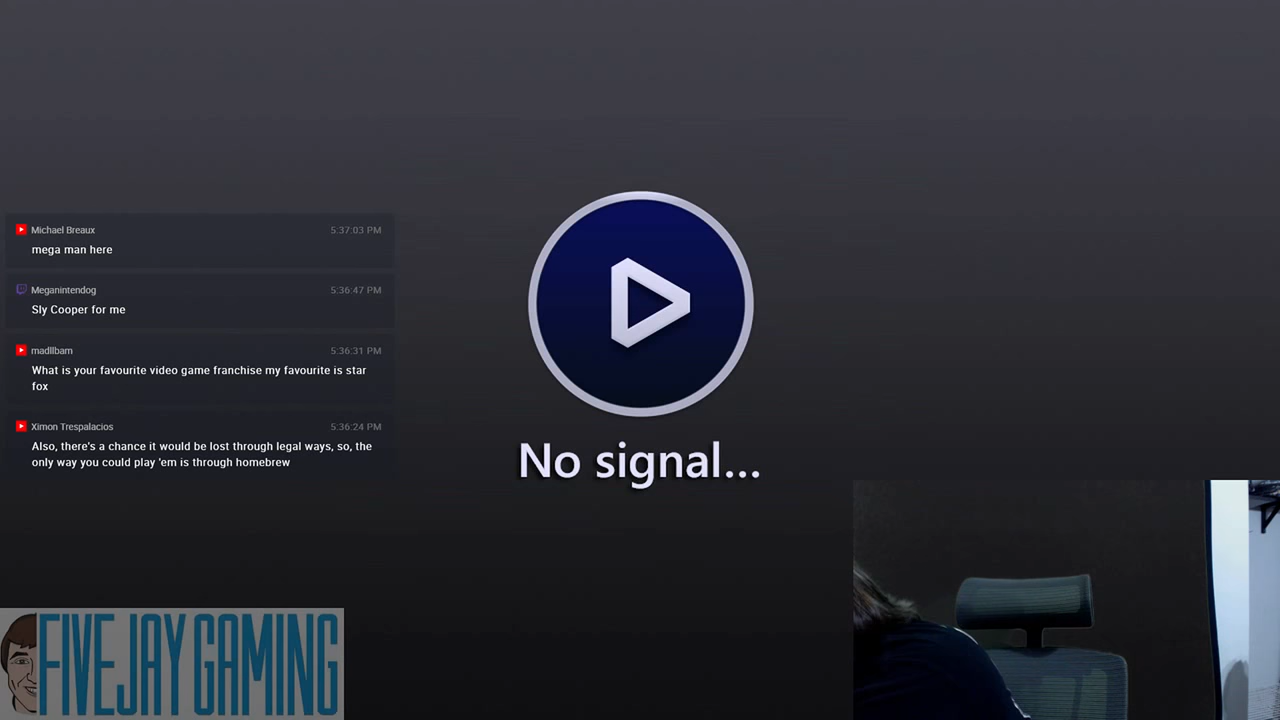 Michael Breaux 5:37:03 PM
mega man here
Meganintendog 5:36:47 PM
Sly Cooper for me
madllbam 5:36:31 PM
What is your favourite video game franchise my favourite is star
fox
Ximon Trespalacios 5:36:24 PM
Also, there's a chance it would be lost through legal ways, so, the
only way you could play 'em is through homebrew
No signal...
FIVE JAY GAMING